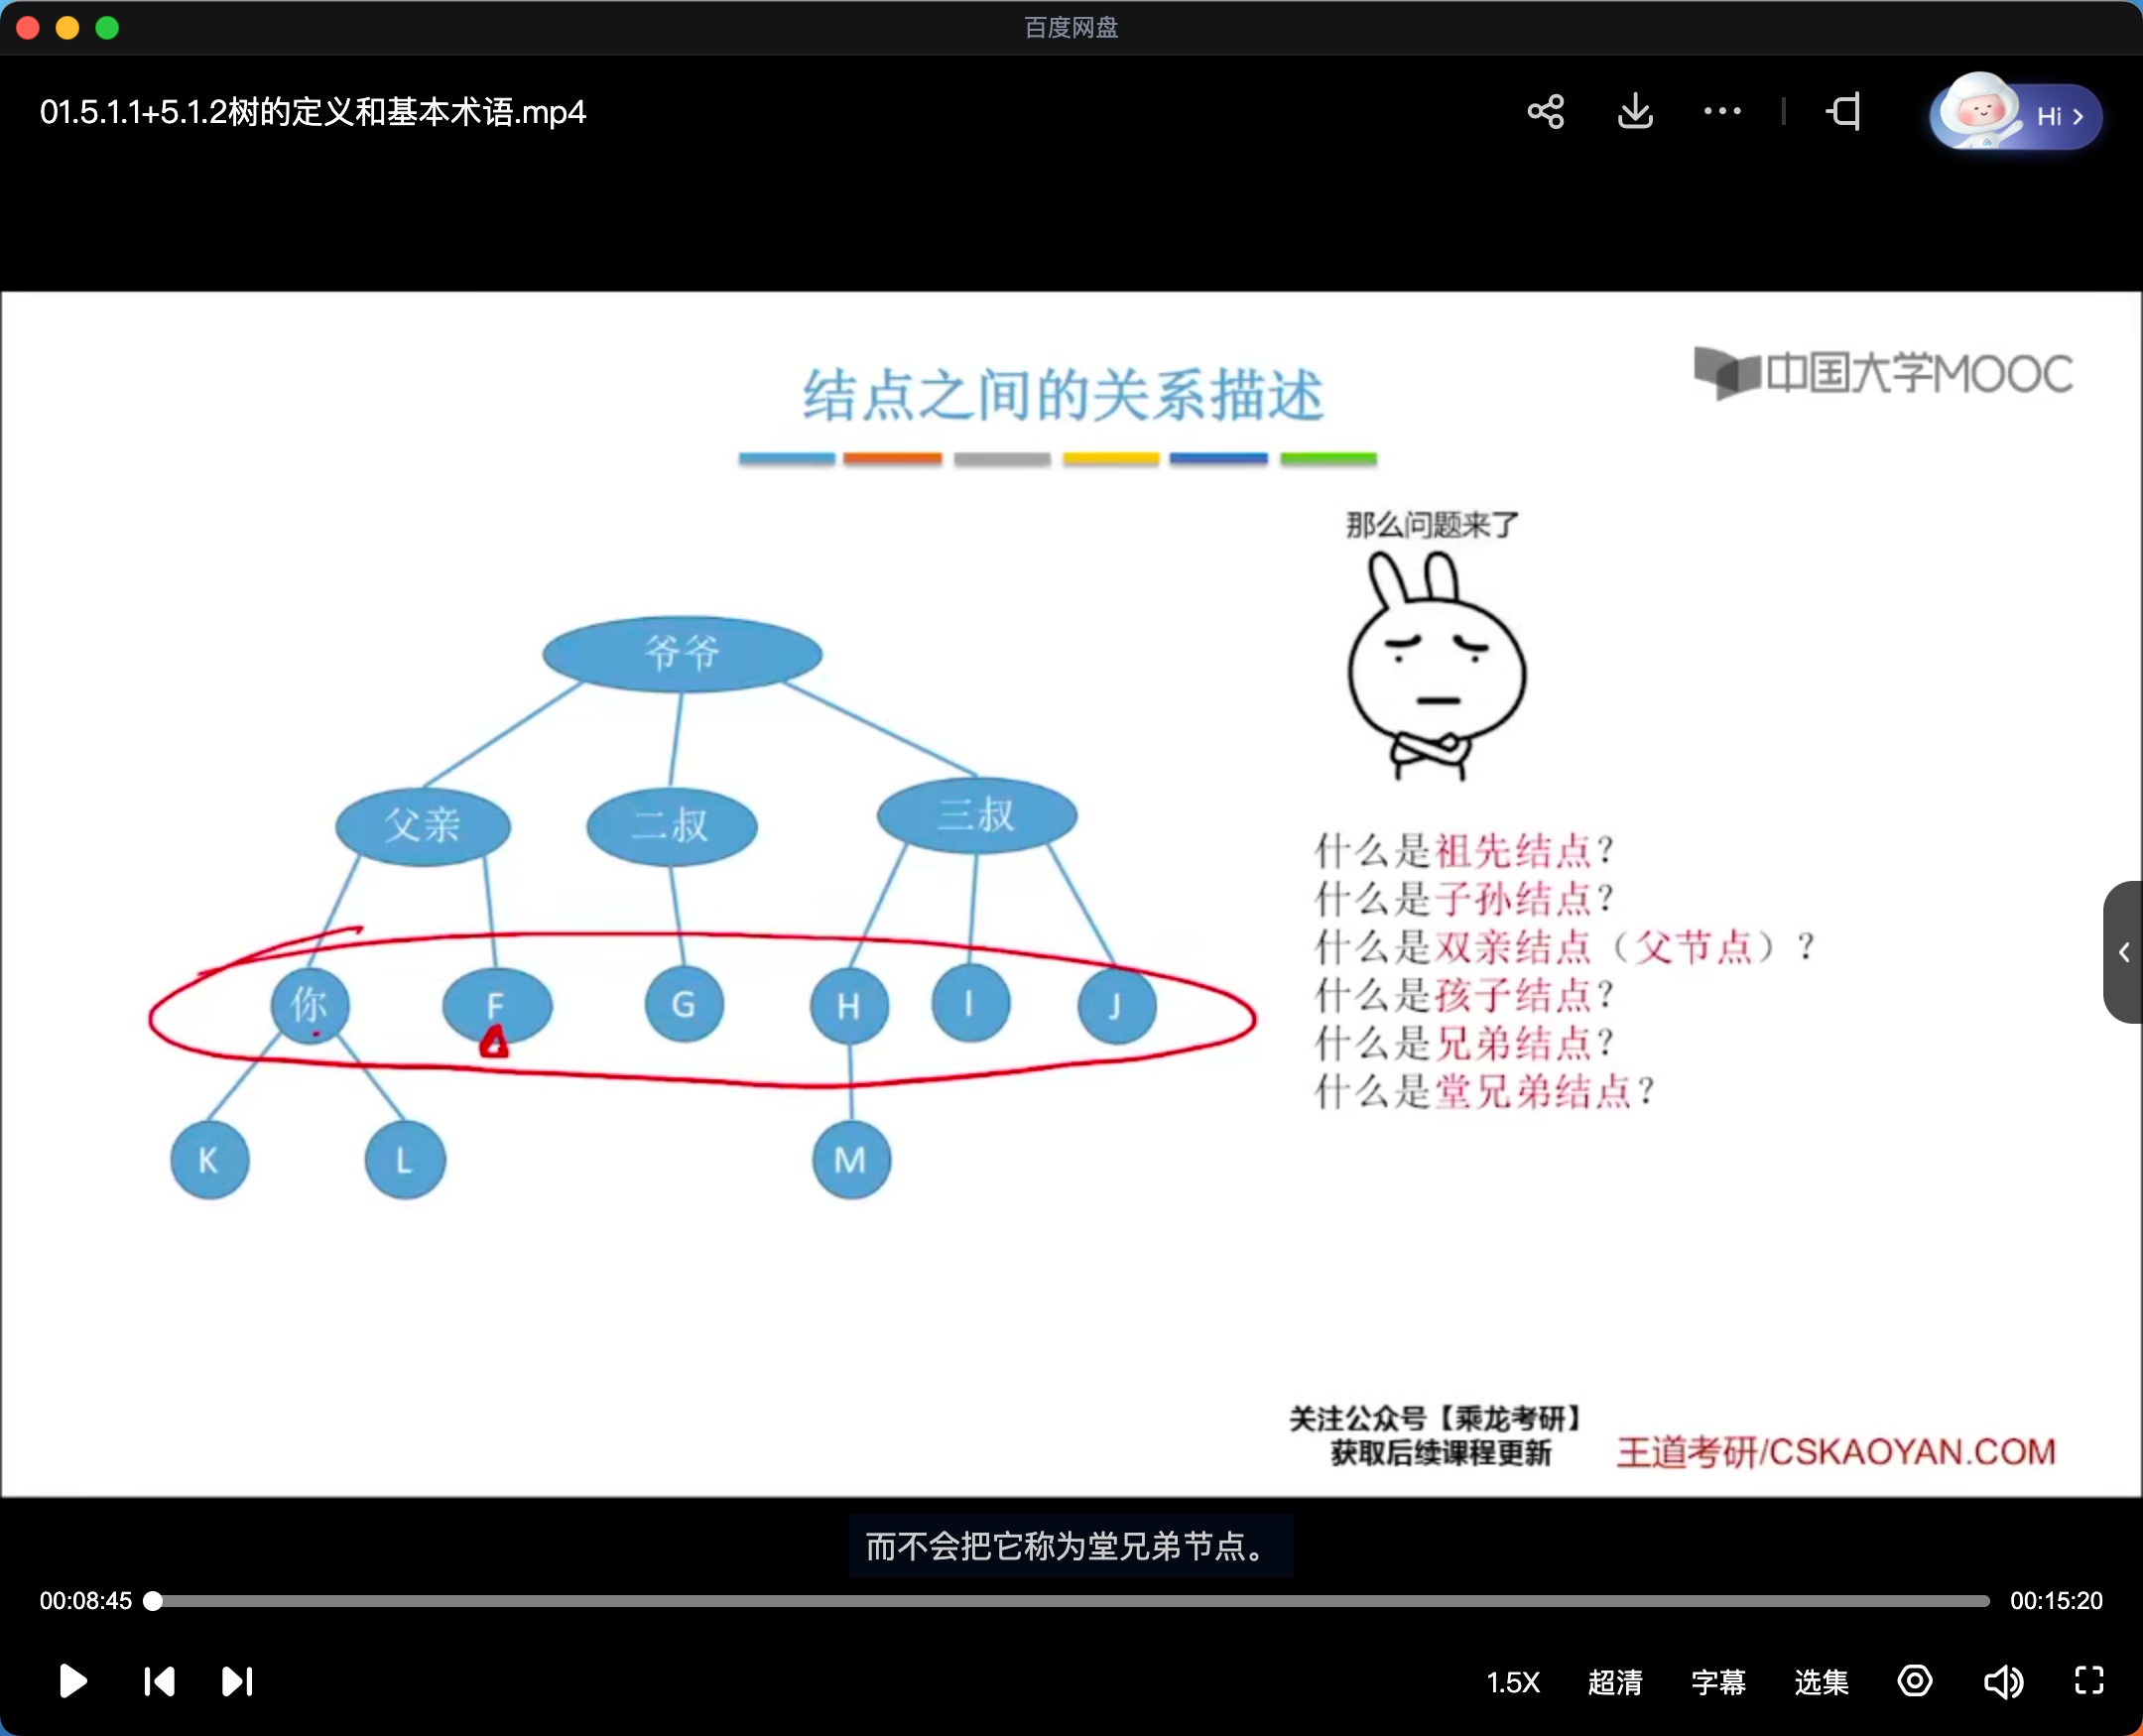 百度网盘
01.5.1.1+5.1.2树的定义和基本术语.mp4
Hi
中国大学MOOC
结点之间的关系描述
那么问题来了
爷爷
父亲
二叔
三叔
你
F
G
H
I
J
K
L
M
什么是祖先结点?
什么是子孙结点?
什么是双亲结点（父节点）?
什么是孩子结点?
什么是兄弟结点?
什么是堂兄弟结点?
关注公众号【乘龙考研】
获取后续课程更新
王道考研/CSKAOYAN.COM
而不会把它称为堂兄弟节点。
00:08:45
00:15:20
1.5X
超清
字幕
选集